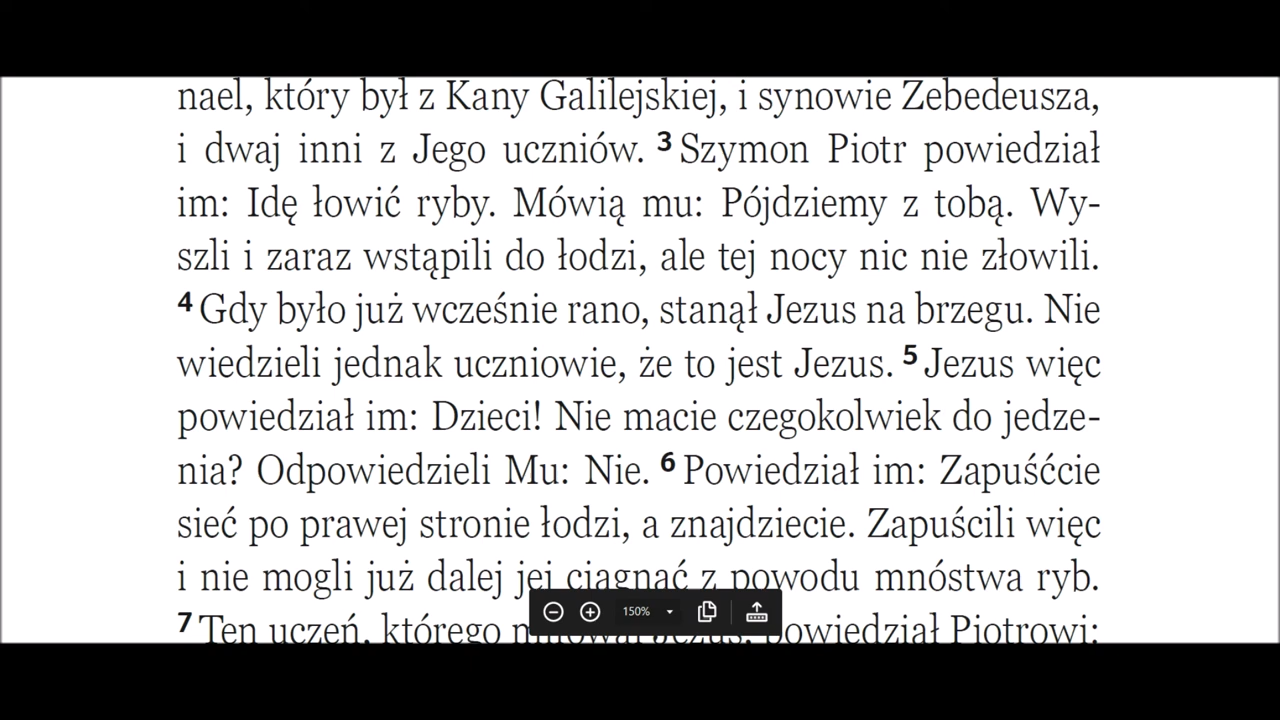 nael, który był z Kany Galilejskiej, i synowie Zebedeusza,
i dwaj inni z Jego uczniów. 3 Szymon Piotr powiedział
im: Idę łowić ryby. Mówią mu: Pójdziemy z tobą. Wy-
szli i zaraz wstąpili do łodzi, ale tej nocy nic nie złowili.
4 Gdy było już wcześnie rano, stanął Jezus na brzegu. Nie
wiedzieli jednak uczniowie, że to jest Jezus. 5 Jezus więc
powiedział im: Dzieci! Nie macie czegokolwiek do jedze-
nia? Odpowiedzieli Mu: Nie. 6 Powiedział im: Zapuśćcie
sieć po prawej stronie łodzi, a znajdziecie. Zapuścili więc
i nie mogli już dalej jej ciągnąć z powodu mnóstwa ryb.
7 Ten uczeń, którego miłował Jezus, powiedział Piotrowi:
150%